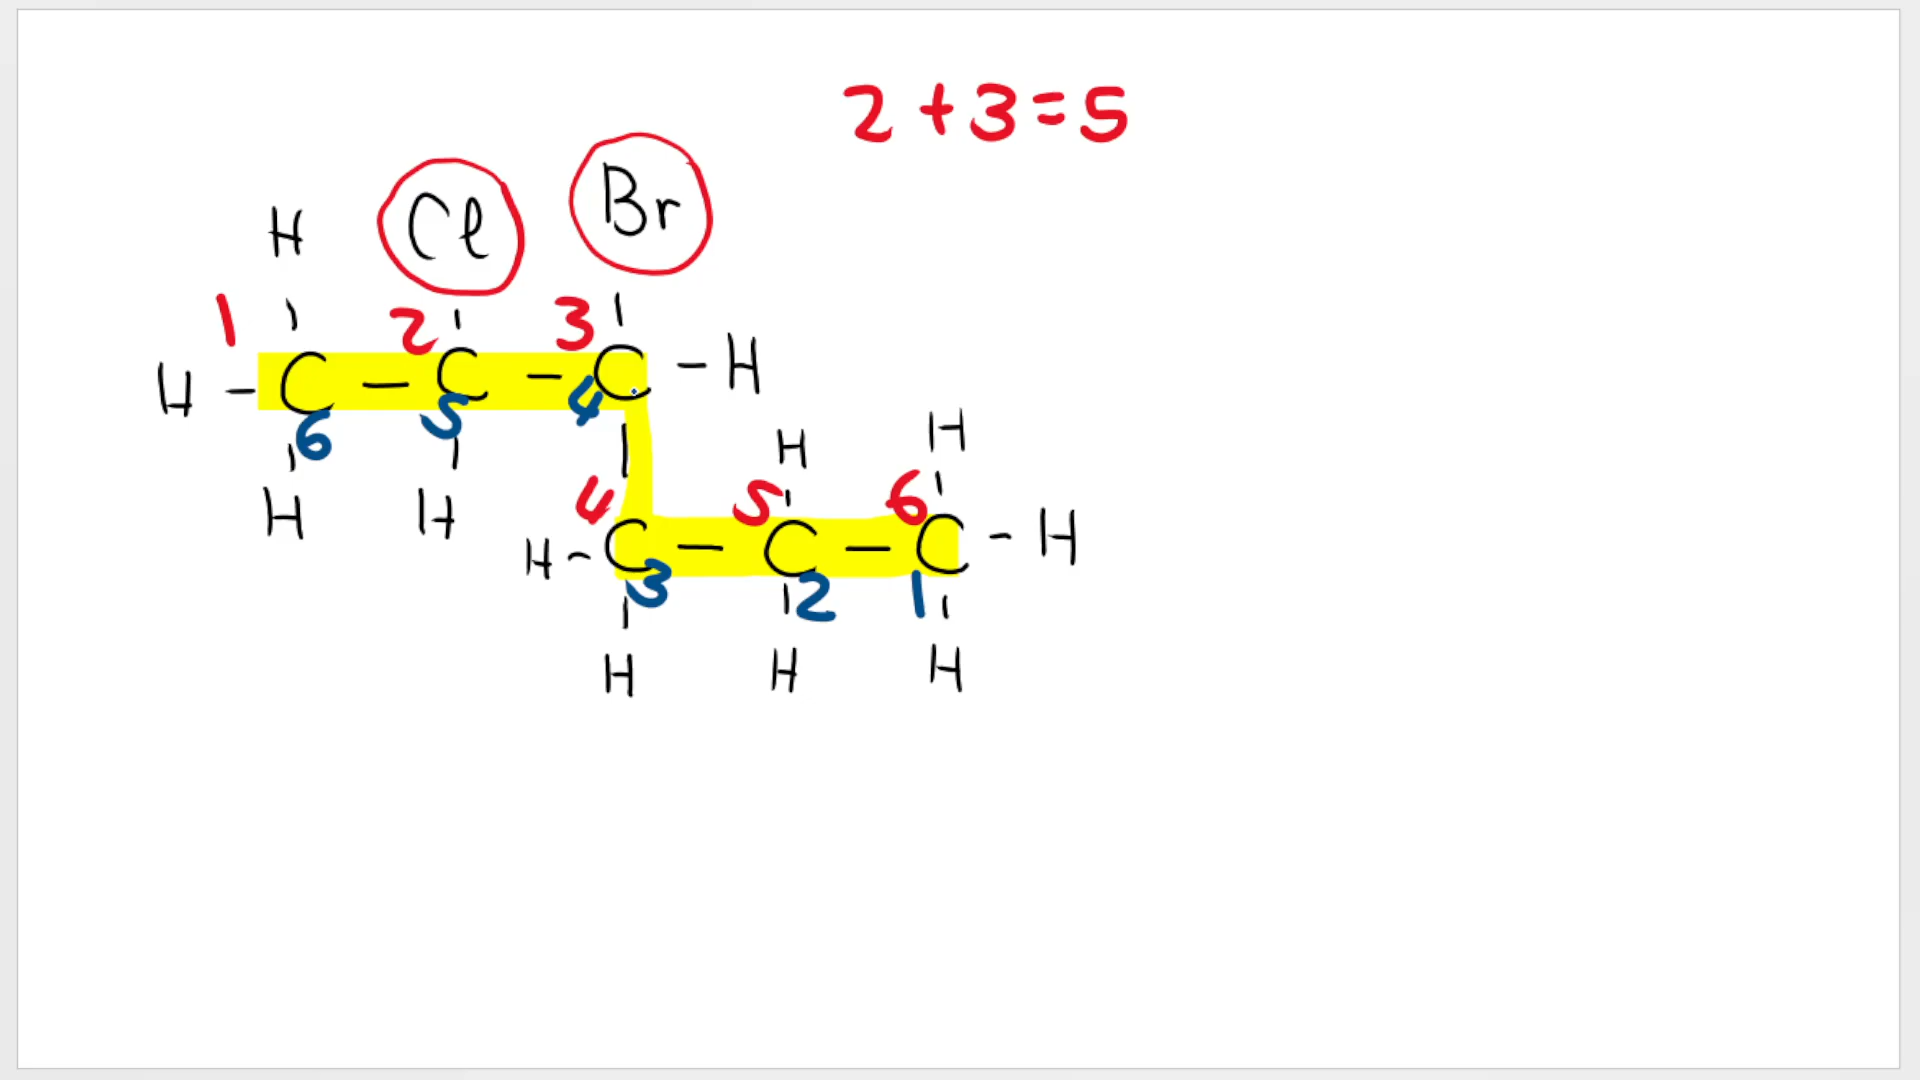 2 + 3 = 5
H Cl Br
1 2 3
H - C - C - C - H
6 5 4
H H H H
4 5 6
H - C - C - C - H
3 2 1
H H H